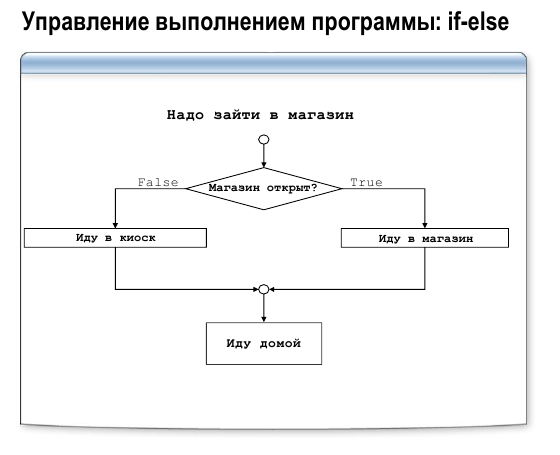 Управление выполнением программы: if-else
Надо зайти в магазин
False
Магазин открыт?
True
Иду в киоск
Иду в магазин
Иду домой